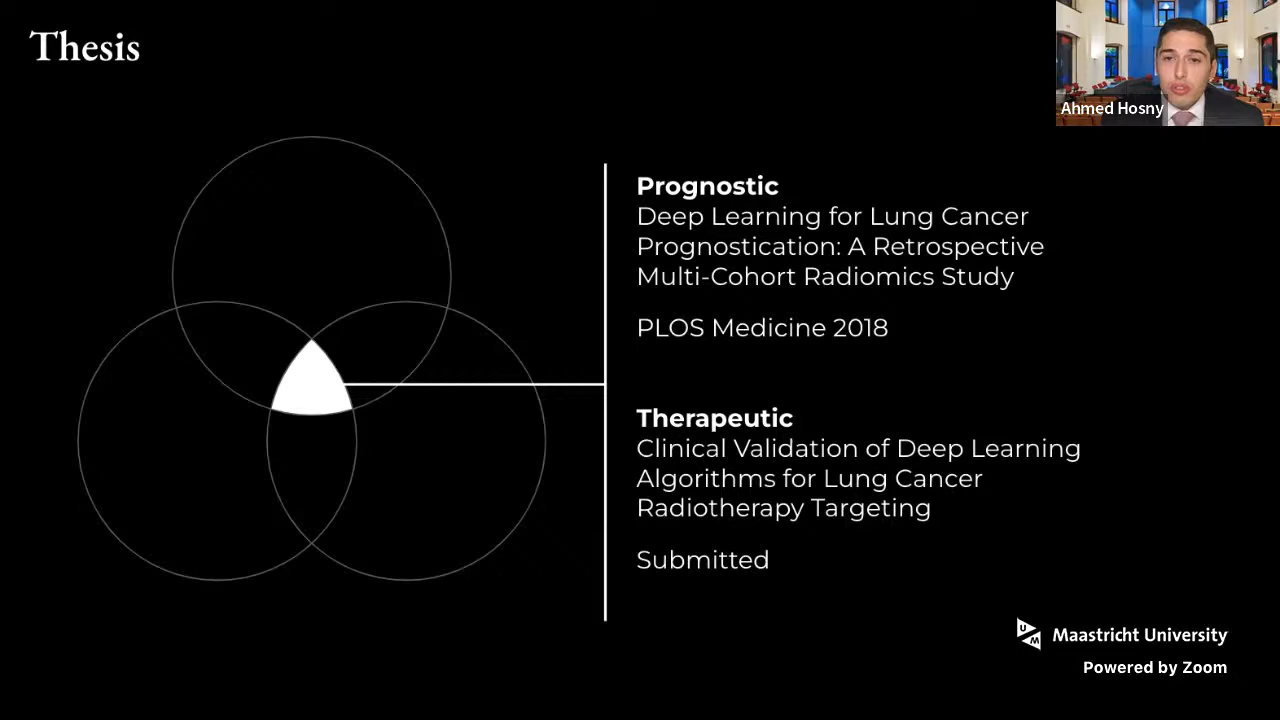 Thesis
Ahmed Hosny
Prognostic
Deep Learning for Lung Cancer
Prognostication: A Retrospective
Multi-Cohort Radiomics Study
PLOS Medicine 2018
Therapeutic
Clinical Validation of Deep Learning
Algorithms for Lung Cancer
Radiotherapy Targeting
Submitted
UM Maastricht University
Powered by Zoom